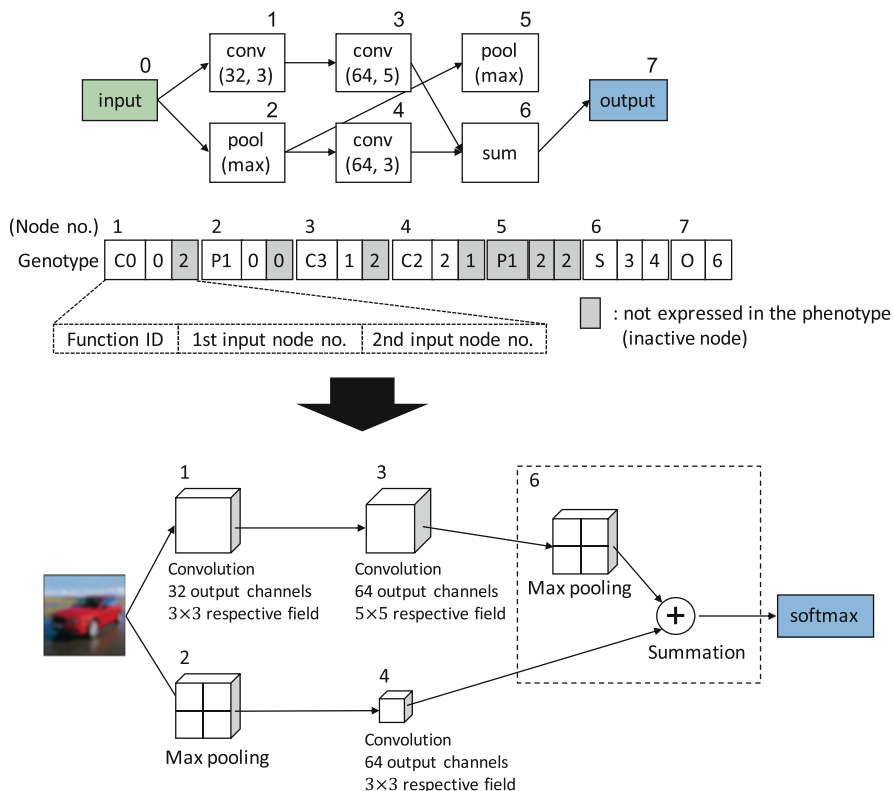 0 1 3 5 7
input
conv
(32, 3)
conv
(64, 5)
pool
(max)
output
2 4 6
pool
(max)
conv
(64, 3)
sum
(Node no.) 1 2 3 4 5 6 7
Genotype C0 0 2 P1 0 0 C3 1 2 C2 2 1 P1 2 2 S 3 4 O 6
Function ID 1st input node no. 2nd input node no.
: not expressed in the phenotype
(inactive node)
1
Convolution
32 output channels
3×3 respective field
3
Convolution
64 output channels
5×5 respective field
6
Max pooling
+
Summation
softmax
2
Max pooling
4
Convolution
64 output channels
3×3 respective field